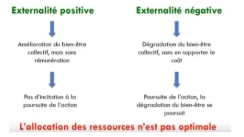 Externalité positive
Externalité négative
Amélioration du bien-être
collectif, mais sans
rémunération
Dégradation du bien-être
collectif, sans en supporter le
coût
Pas d'incitation à la
poursuite de l'action
Poursuite de l'action, la
dégradation du bien-être se
poursuit
L'allocation des ressources n'est pas optimale